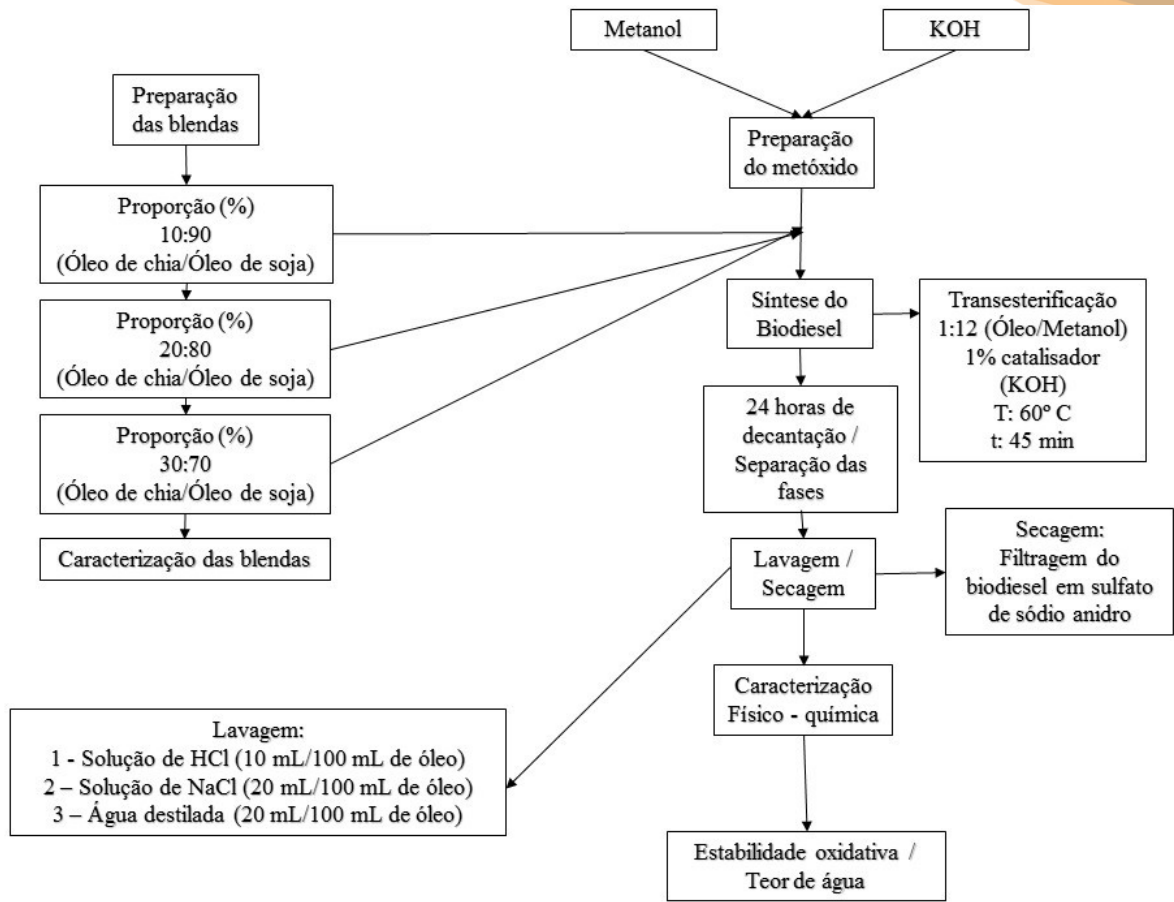 Metanol
KOH
Preparação
das blendas
Preparação
do metóxido
Proporção (%)
10:90
(Óleo de chia/Óleo de soja)
Proporção (%)
20:80
(Óleo de chia/Óleo de soja)
Proporção (%)
30:70
(Óleo de chia/Óleo de soja)
Caracterização das blendas
Síntese do
Biodiesel
Transesterificação
1:12 (Óleo/Metanol)
1% catalisador
(KOH)
T: 60º C
t: 45 min
24 horas de
decantação /
Separação das
fases
Lavagem /
Secagem
Secagem:
Filtragem do
biodiesel em sulfato
de sódio anidro
Caracterização
Físico - química
Lavagem:
1 - Solução de HCl (10 mL/100 mL de óleo)
2 – Solução de NaCl (20 mL/100 mL de óleo)
3 – Água destilada (20 mL/100 mL de óleo)
Estabilidade oxidativa /
Teor de água